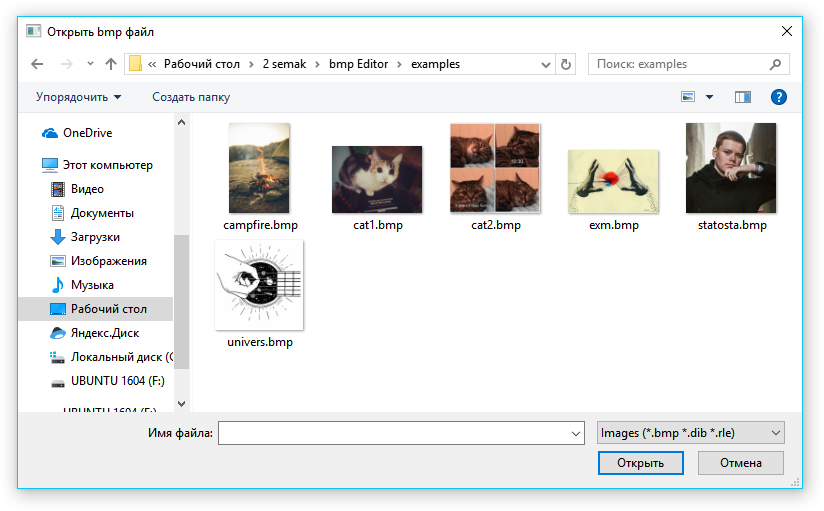 Открыть bmp файл
« Рабочий стол › 2 semak › bmp Editor › examples
Поиск: examples
Упорядочить
Создать папку
OneDrive
Этот компьютер
Видео
Документы
Загрузки
Изображения
Музыка
Рабочий стол
Яндекс.Диск
Локальный диск (C
UBUNTU 1604 (F:)
UBUNTU 1604 (F:)
campfire.bmp
cat1.bmp
cat2.bmp
exm.bmp
statosta.bmp
univers.bmp
Имя файла:
Images (*.bmp *.dib *.rle)
Открыть
Отмена